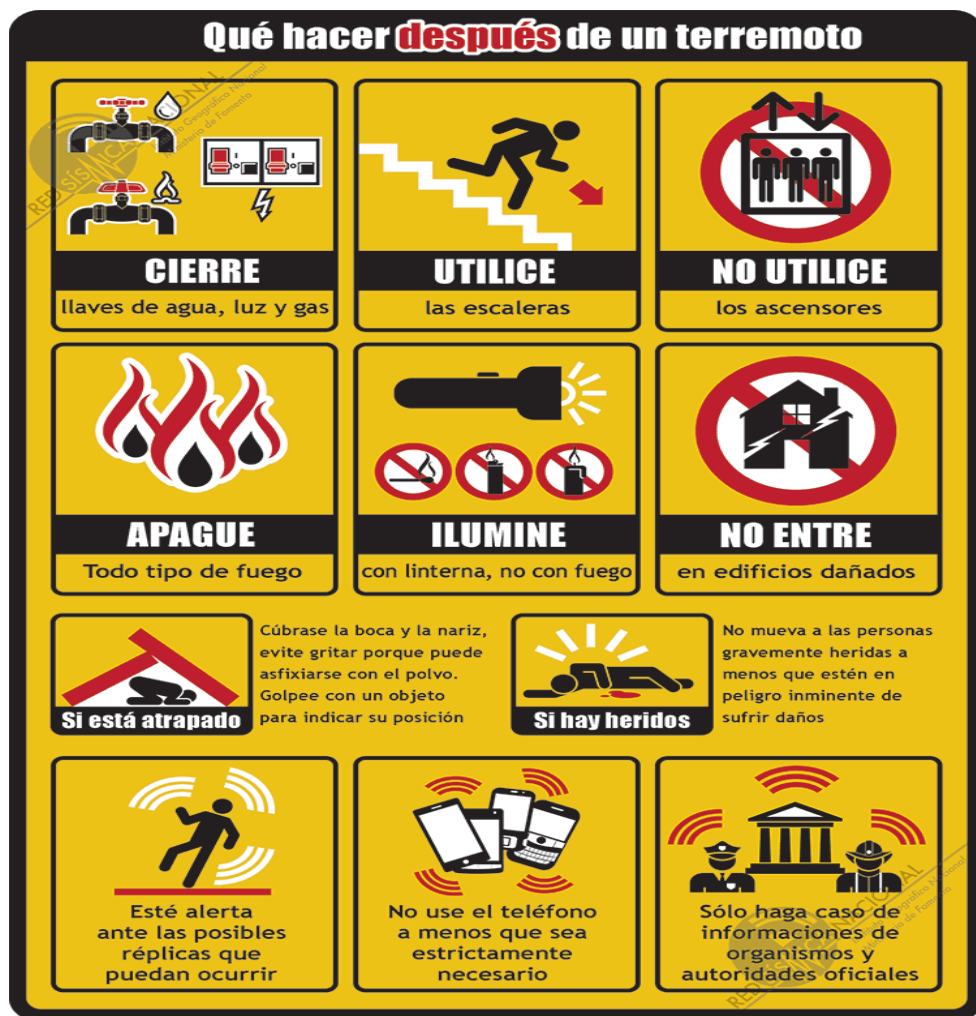 Qué hacer después de un terremoto
CIERRE
llaves de agua, luz y gas
UTILICE
las escaleras
NO UTILICE
los ascensores
APAGUE
Todo tipo de fuego
ILUMINE
con linterna, no con fuego
NO ENTRE
en edificios dañados
Si está atrapado
Cúbrase la boca y la nariz,
evite gritar porque puede
asfixiarse con el polvo.
Golpee con un objeto
para indicar su posición
Si hay heridos
No mueva a las personas
gravemente heridas a
menos que estén en
peligro inminente de
sufrir daños
Esté alerta
ante las posibles
réplicas que
puedan ocurrir
No use el teléfono
a menos que sea
estrictamente
necesario
Sólo haga caso de
informaciones de
organismos y
autoridades oficiales